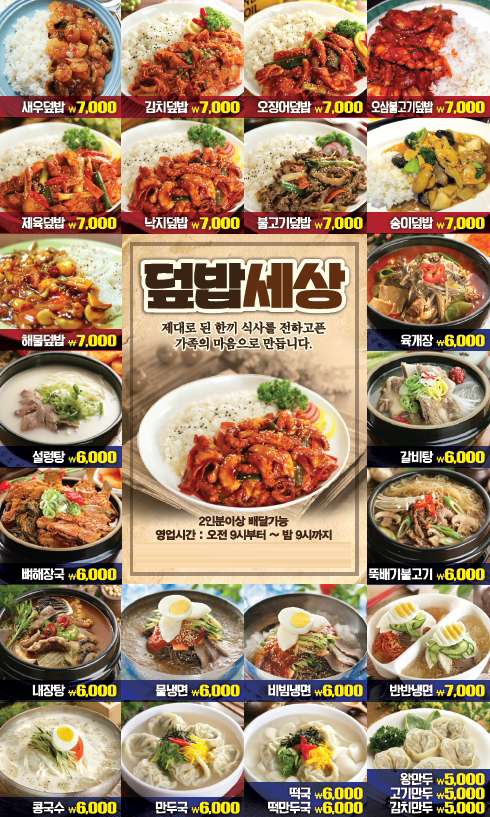 새우덮밥 ₩7,000
김치덮밥 ₩7,000
오징어덮밥 ₩7,000
오삼불고기덮밥 ₩7,000
제육덮밥 ₩7,000
낙지덮밥 ₩7,000
불고기덮밥 ₩7,000
송이덮밥 ₩7,000
해물덮밥 ₩7,000
덮밥세상
제대로 된 한끼 식사를 전하고픈
가족의 마음으로 만듭니다.
육개장 ₩6,000
설렁탕 ₩6,000
갈비탕 ₩6,000
2인분이상 배달가능
영업시간 : 오전 9시부터 ~ 밤 9시까지
뼈해장국 ₩6,000
뚝배기불고기 ₩6,000
내장탕 ₩6,000
물냉면 ₩6,000
비빔냉면 ₩6,000
반반냉면 ₩7,000
콩국수 ₩6,000
만두국 ₩6,000
떡국 ₩6,000
떡만두국 ₩6,000
왕만두 ₩5,000
고기만두 ₩5,000
김치만두 ₩5,000